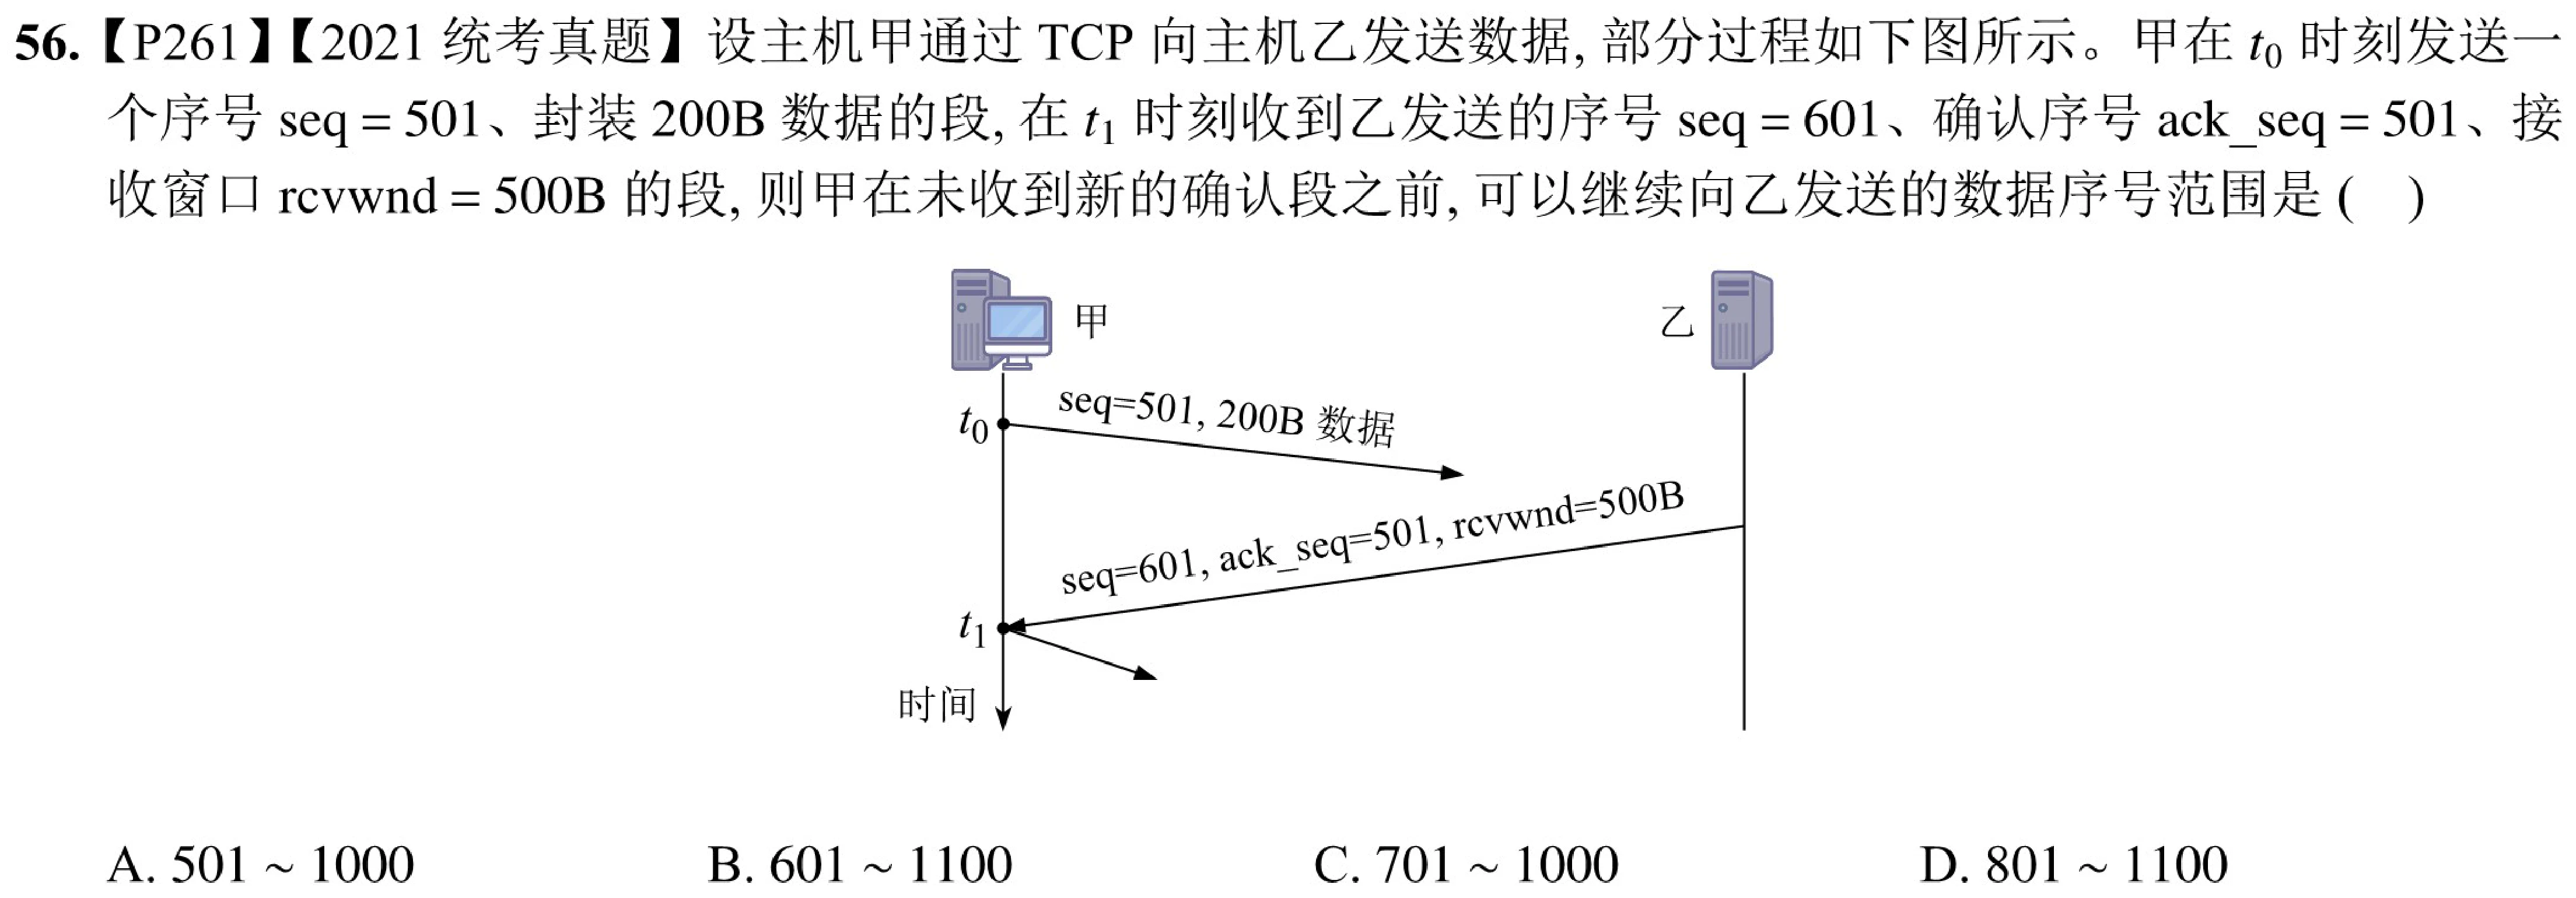 56.【P261】【2021 统考真题】设主机甲通过 TCP 向主机乙发送数据, 部分过程如下图所示。甲在 t₀ 时刻发送一
个序号 seq = 501、封装 200B 数据的段, 在 t₁ 时刻收到乙发送的序号 seq = 601、确认序号 ack_seq = 501、接
收窗口 rcvwnd = 500B 的段, 则甲在未收到新的确认段之前, 可以继续向乙发送的数据序号范围是 ( )
甲 乙
t₀ seq=501, 200B 数据
seq=601, ack_seq=501, rcvwnd=500B
t₁
时间
A. 501 ~ 1000 B. 601 ~ 1100 C. 701 ~ 1000 D. 801 ~ 1100